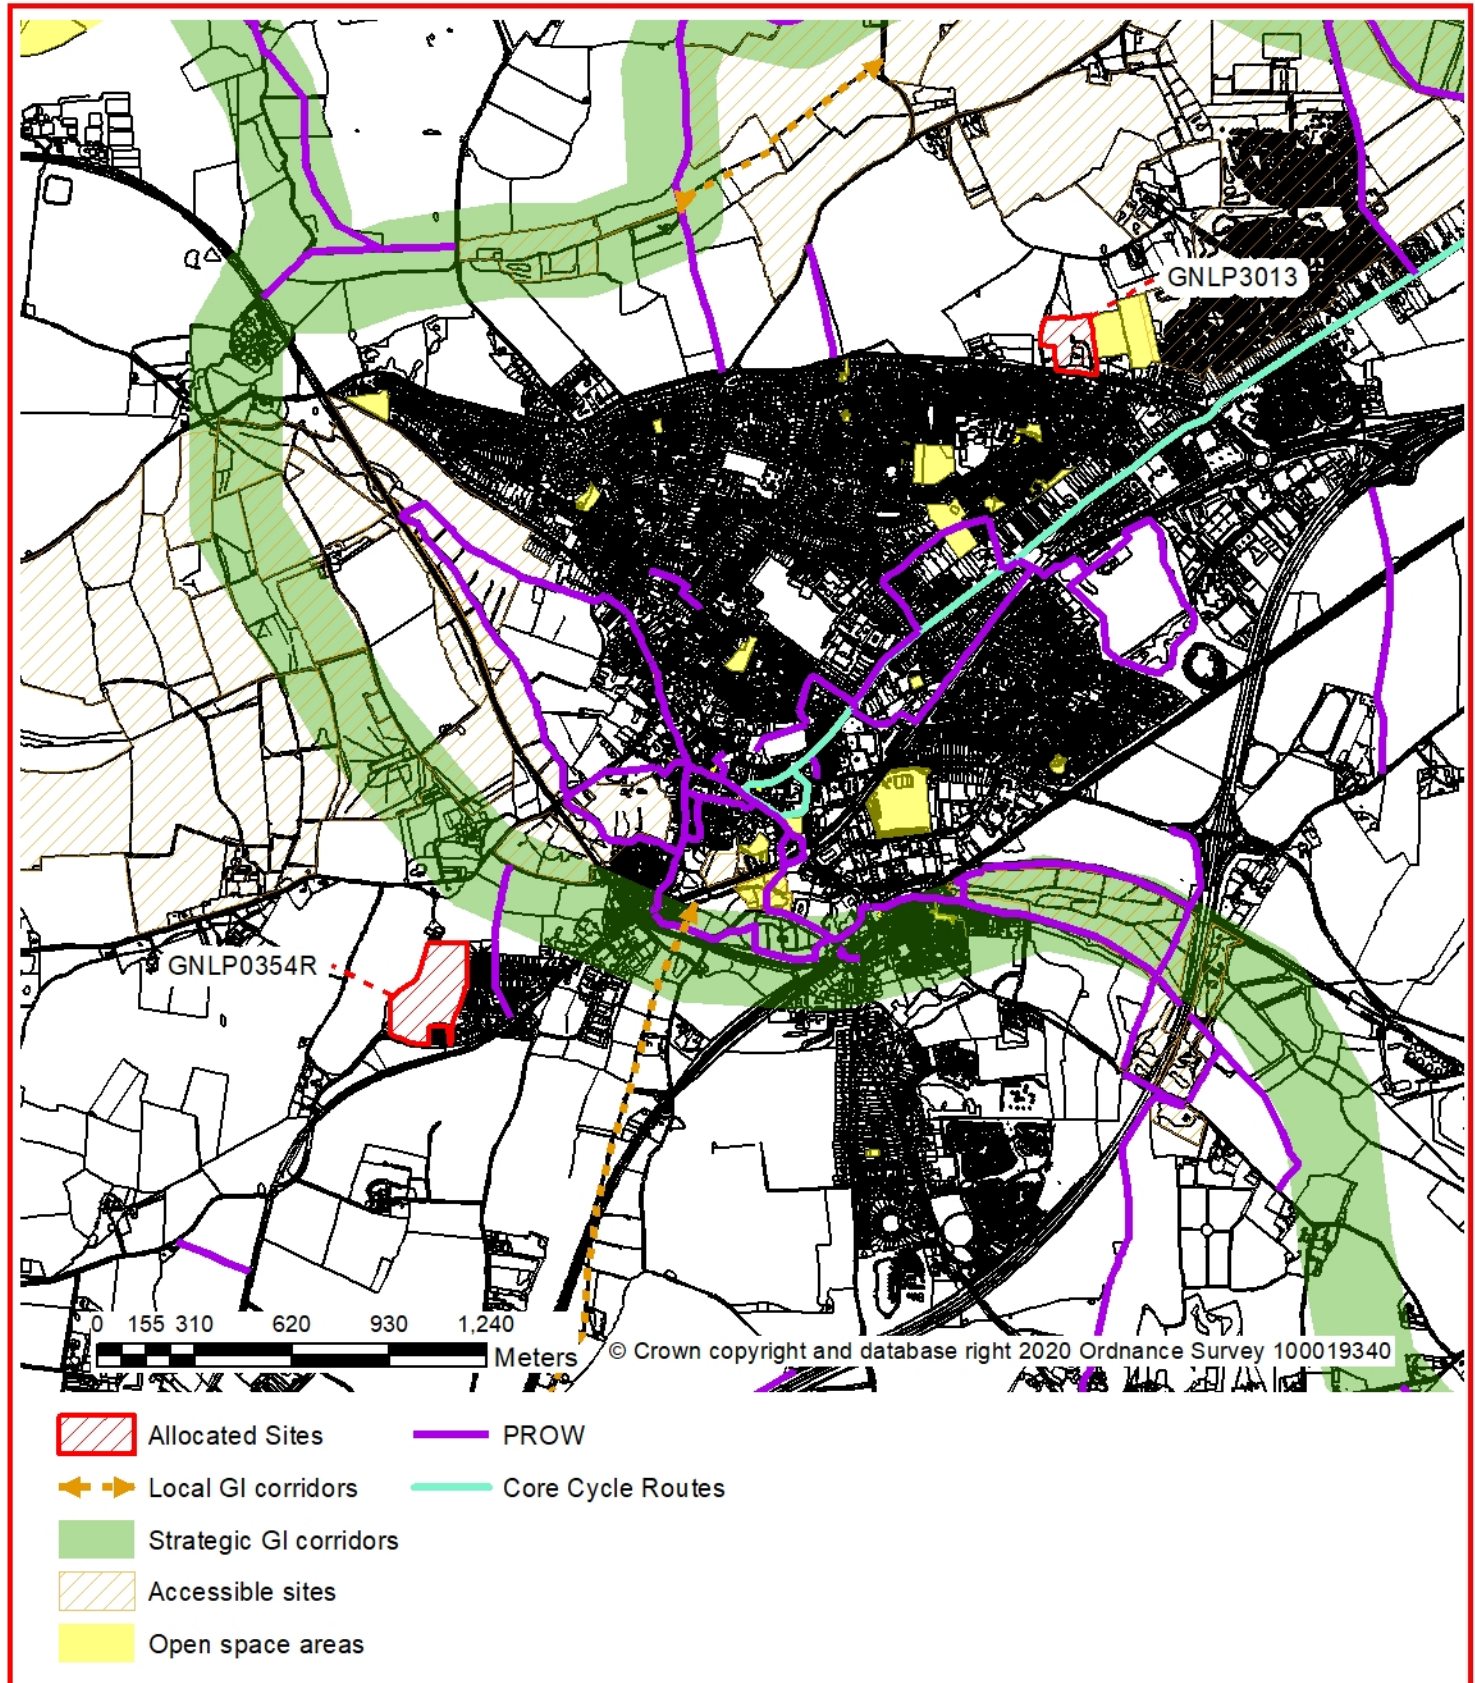 GNLP3013
GNLP0354R
0 155 310 620 930 1,240
Meters
© Crown copyright and database right 2020 Ordnance Survey 100019340
Allocated Sites
PROW
Local GI corridors
Core Cycle Routes
Strategic GI corridors
Accessible sites
Open space areas